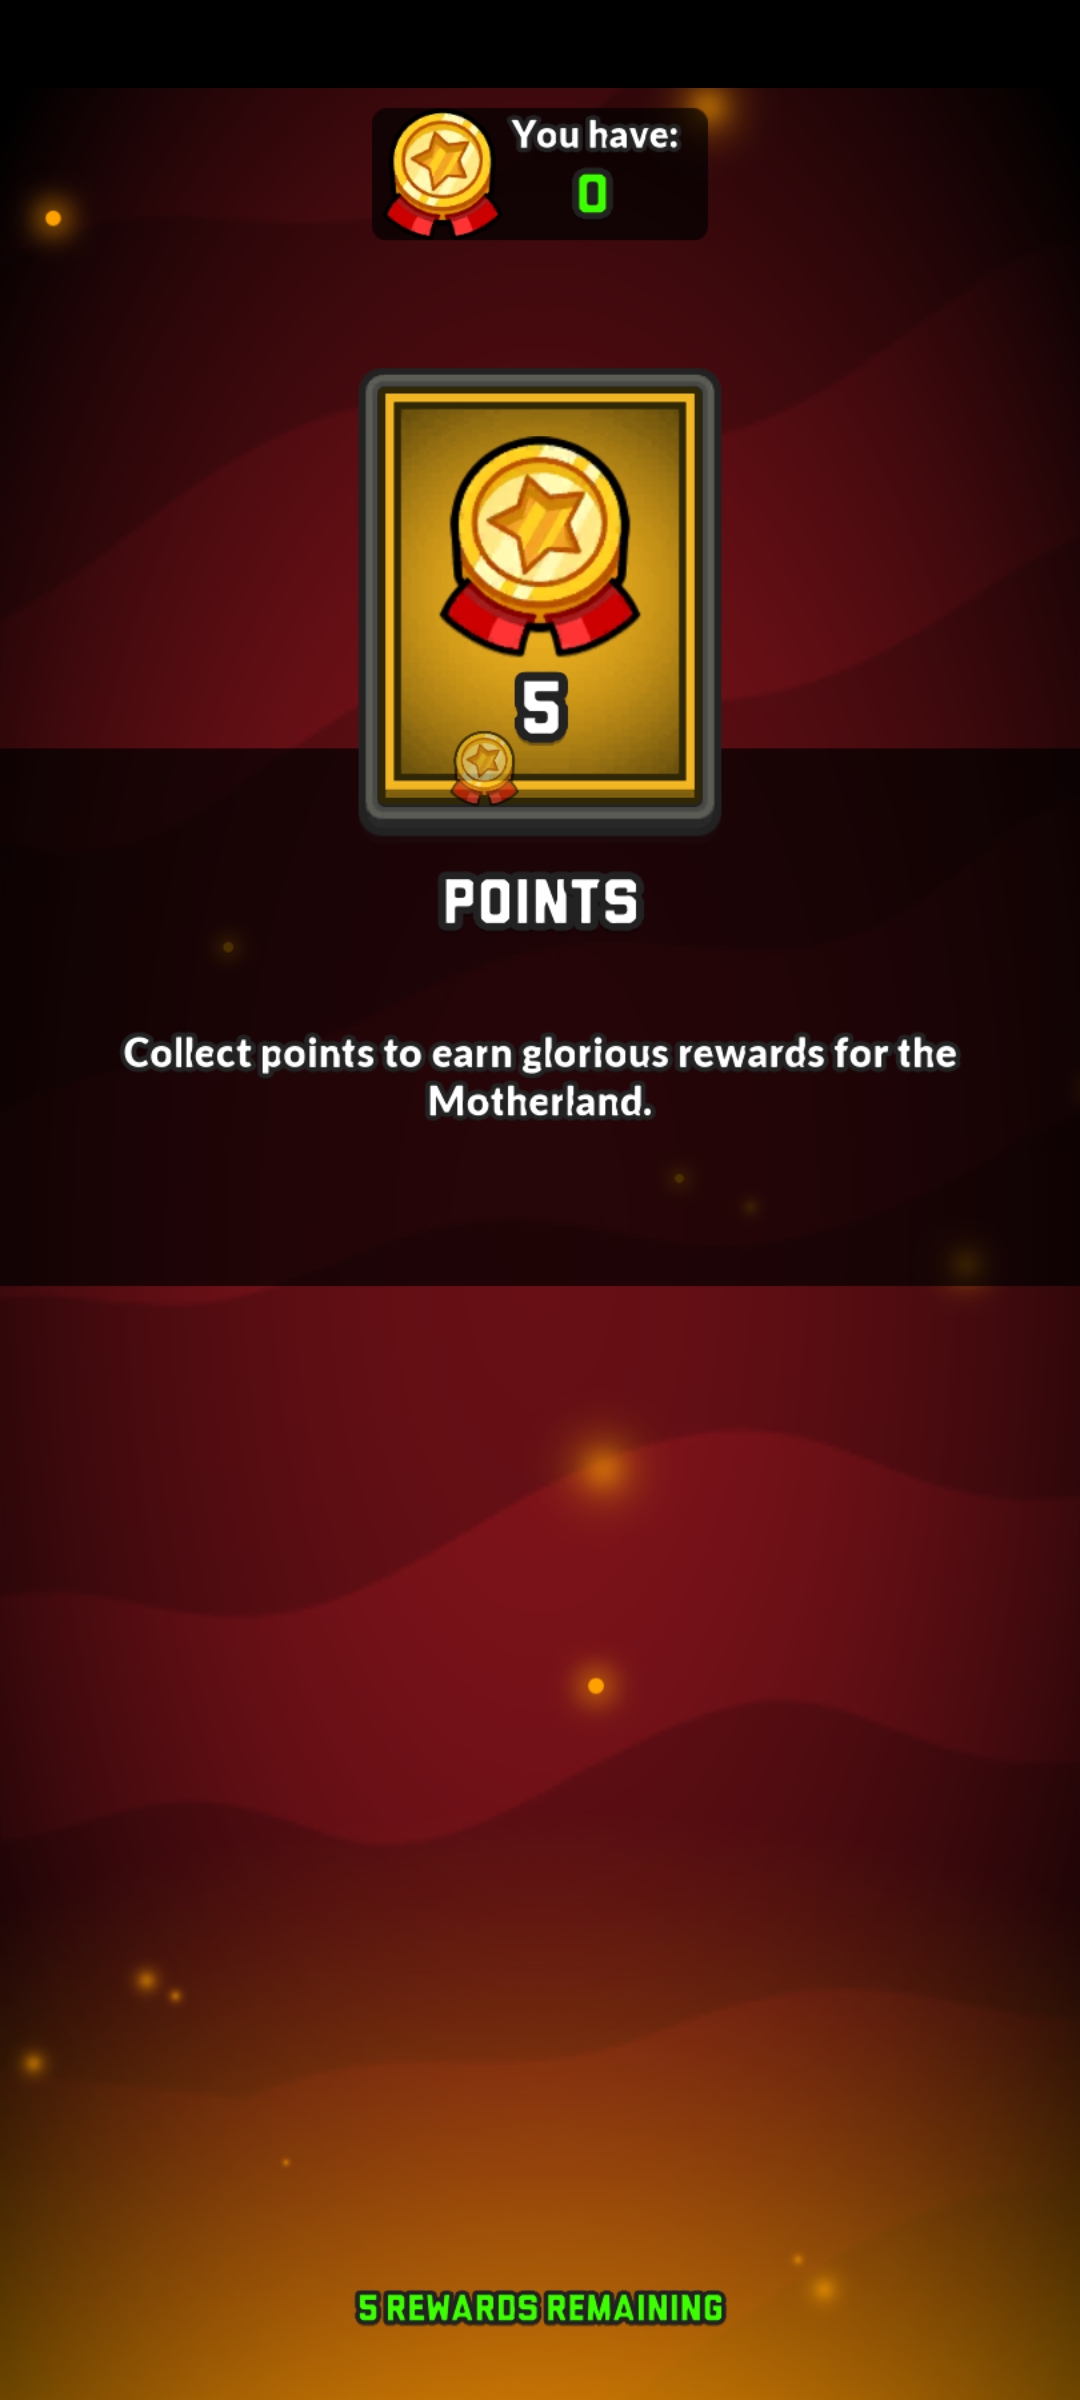 You have:
0
5
POINTS
Collect points to earn glorious rewards for the
Motherland.
5 REWARDS REMAINING